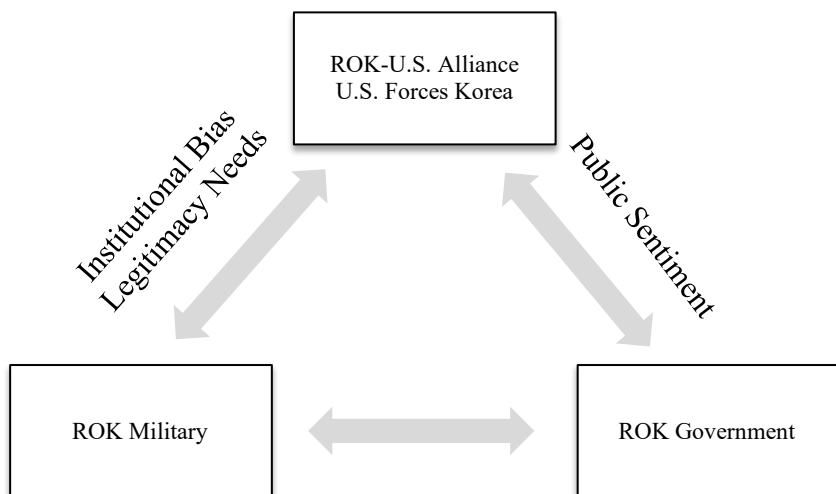 ROK-U.S. Alliance
U.S. Forces Korea
Institutional Bias
Legitimacy Needs
Public Sentiment
ROK Military
ROK Government